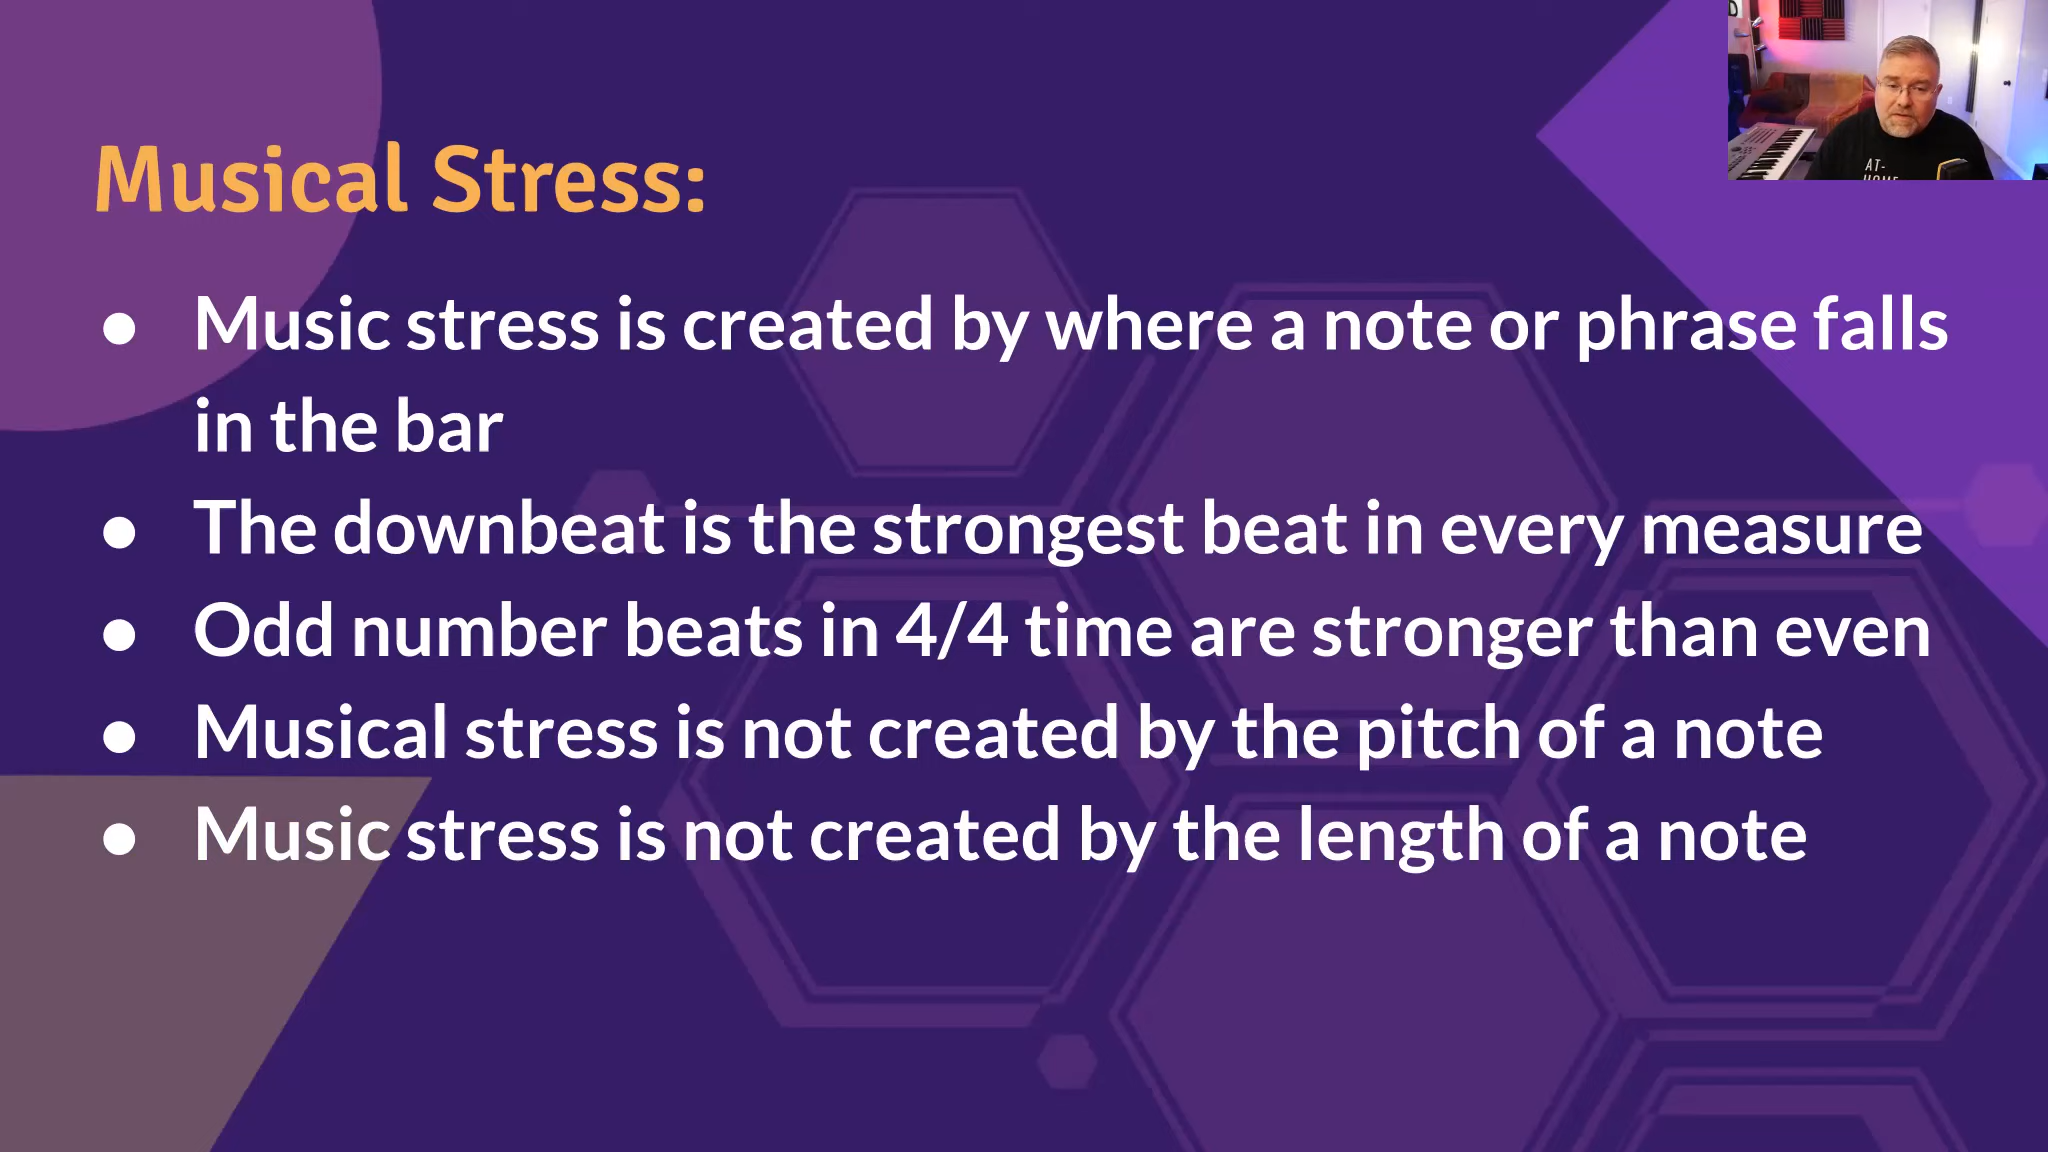 Musical Stress:
● Music stress is created by where a note or phrase falls
in the bar
● The downbeat is the strongest beat in every measure
● Odd number beats in 4/4 time are stronger than even
● Musical stress is not created by the pitch of a note
● Music stress is not created by the length of a note
AT-
HOME